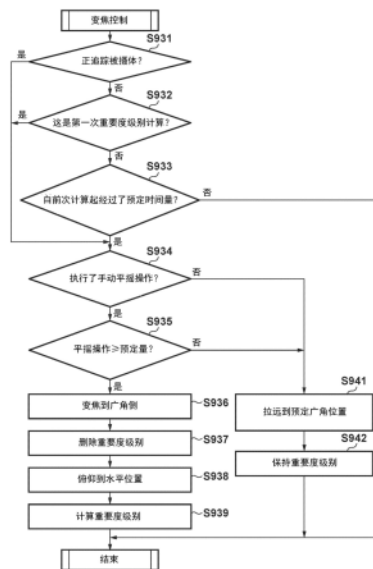 变焦控制
S931
正追踪被摄体?
是
否
S932
这是第一次重要度级别计算?
是
否
S933
自前次计算起经过了预定时间量?
否
是
S934
执行了手动平摇操作?
否
是
S935
平摇操作≥预定量?
否
是
变焦到广角侧
S936
删除重要度级别
S937
俯仰到水平位置
S938
计算重要度级别
S939
S941
拉远到预定广角位置
S942
保持重要度级别
结束